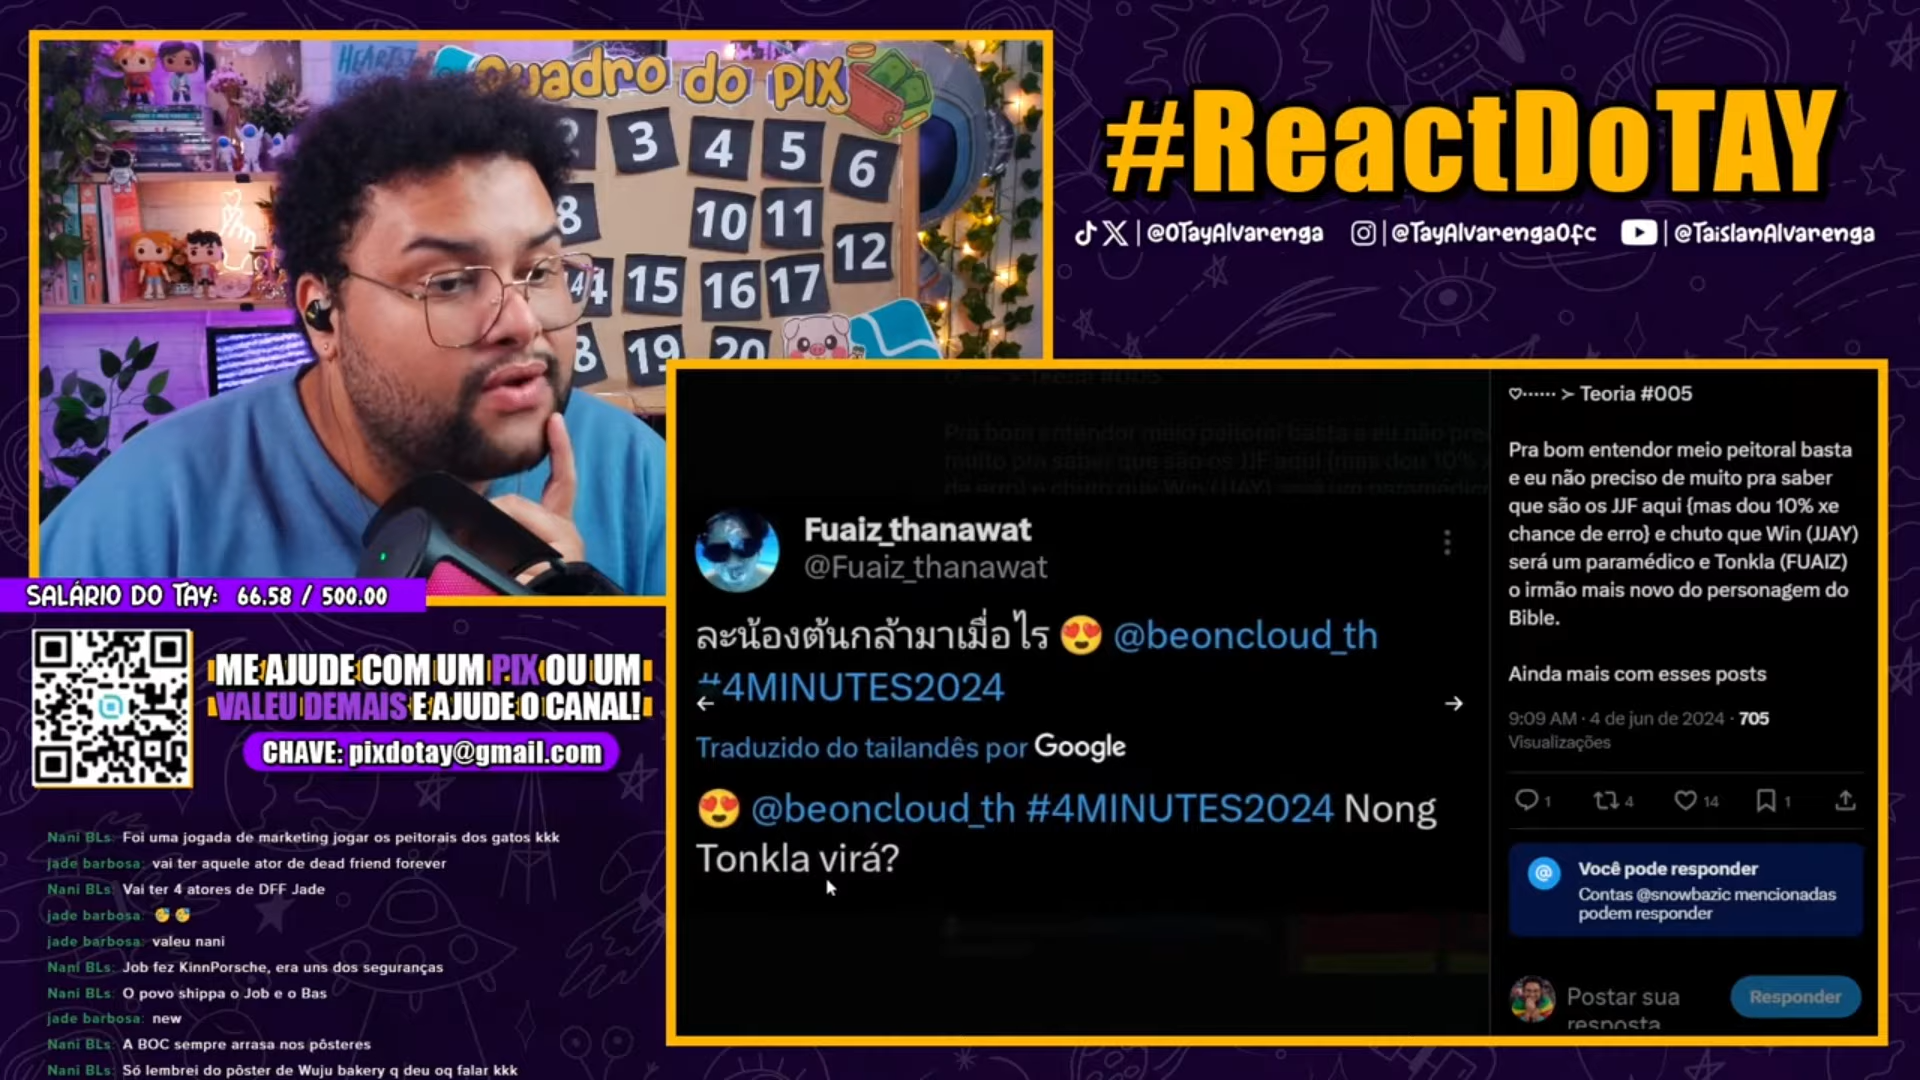 HEARTST
Quadro do PIX
2 3 4 5 6
8 10 11 12
14 15 16 17
18 19 20
#ReactDoTAY
@OTayAlvarenga
@TayAlvarengaOfc
@TaislanAlvarenga
SALÁRIO DO TAY: 66.58 / 500.00
ME AJUDE COM UM PIX OU UM
VALEU DEMAIS E AJUDE O CANAL!
CHAVE: pixdotay@gmail.com
Nani BLs: Foi uma jogada de marketing jogar os peitorais dos gatos kkk
jade barbosa: vai ter aquele ator de dead friend forever
Nani BLs: Vai ter 4 atores de DFF Jade
jade barbosa: 🥳 🥳
jade barbosa: valeu nani
Nani BLs: Job fez KinnPorsche, era uns dos seguranças
Nani BLs: O povo shippa o Job e o Bas
jade barbosa: new
Nani BLs: A BOC sempre arrasa nos pôsteres
Nani BLs: Só lembrei do pôster de Wuju bakery q deu oq falar kkk
Fuaiz_thanawat
@Fuaiz_thanawat
ละน้องต้นกล้ามาเมื่อไร 😍 @beoncloud_th
#4MINUTES2024
Traduzido do tailandês por Google
😍 @beoncloud_th #4MINUTES2024 Nong
Tonkla virá?
♡······ ≻ Teoria #005
Pra bom entendor meio peitoral basta
e eu não preciso de muito pra saber
que são os JJF aqui {mas dou 10% xe
chance de erro} e chuto que Win (JJAY)
será um paramédico e Tonkla (FUAIZ)
o irmão mais novo do personagem do
Bible.
Ainda mais com esses posts
9:09 AM · 4 de jun de 2024 · 705
Visualizações
1 4 14 1
Você pode responder
Contas @snowbazic mencionadas
podem responder
Postar sua
resposta
Responder